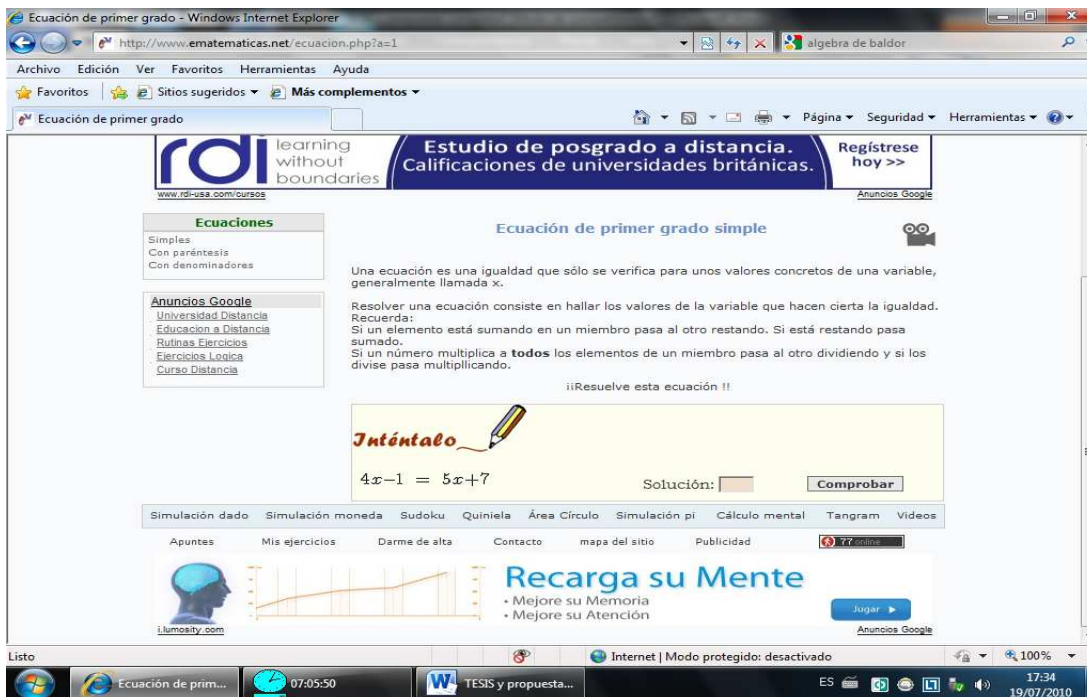 Ecuación de primer grado - Windows Internet Explorer
http://www.ematematicas.net/ecuacion.php?a=1
algebra de baldor
Archivo Edición Ver Favoritos Herramientas Ayuda
Favoritos Sitios sugeridos Más complementos
Ecuación de primer grado
Página Seguridad Herramientas
rdi learning without boundaries
www.rdi-usa.com/cursos
Estudio de posgrado a distancia.
Calificaciones de universidades británicas.
Regístrese
hoy >>
Anuncios Google
Ecuaciones
Simples
Con paréntesis
Con denominadores
Anuncios Google
Universidad Distancia
Educacion a Distancia
Rutinas Ejercicios
Ejercicios Logica
Curso Distancia
Ecuación de primer grado simple
Una ecuación es una igualdad que sólo se verifica para unos valores concretos de una variable,
generalmente llamada x.
Resolver una ecuación consiste en hallar los valores de la variable que hacen cierta la igualdad.
Recuerda:
Si un elemento está sumando en un miembro pasa al otro restando. Si está restando pasa
sumado.
Si un número multiplica a todos los elementos de un miembro pasa al otro dividiendo y si los
divise pasa multipllicando.
¡¡Resuelve esta ecuación !!
Inténtalo
4x-1 = 5x+7
Solución:
Comprobar
Simulación dado Simulación moneda Sudoku Quiniela Área Círculo Simulación pi Cálculo mental Tangram Videos
Apuntes Mis ejercicios Darme de alta Contacto mapa del sitio Publicidad 77 online
Recarga su Mente
• Mejore su Memoria
• Mejore su Atención
Jugar
i.lumosity.com
Anuncios Google
Listo
Internet | Modo protegido: desactivado
100%
Ecuación de prim...
07:05:50
TESIS y propuesta...
ES
17:34
19/07/2010